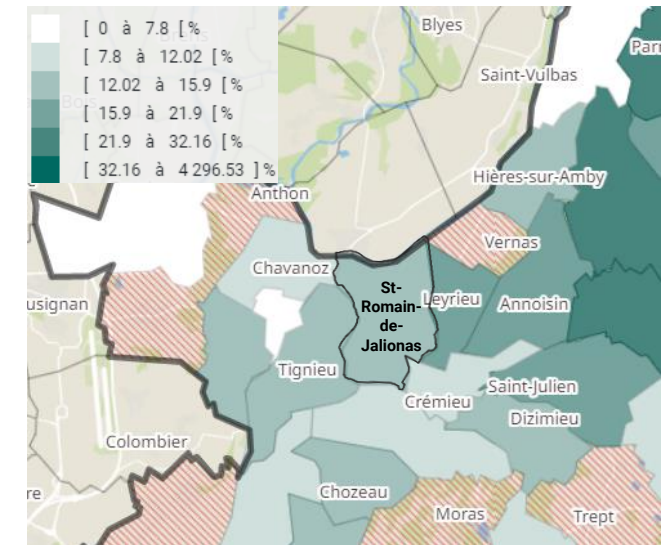 [ 0 à 7.8 [ %
[ 7.8 à 12.02 [ %
[ 12.02 à 15.9 [ %
[ 15.9 à 21.9 [ %
[ 21.9 à 32.16 [ %
[ 32.16 à 4 296.53 ] %
Blyes
Parm
Saint-Vulbas
Hières-sur-Amby
Anthon
Vernas
Chavanoz
St-
Romain-
de-
Jalionas
Leyrieu
Annoisin
usignan
Tignieu
Saint-Julien
Crémieu
Dizimieu
Colombier
re
Chozeau
Moras
Trept